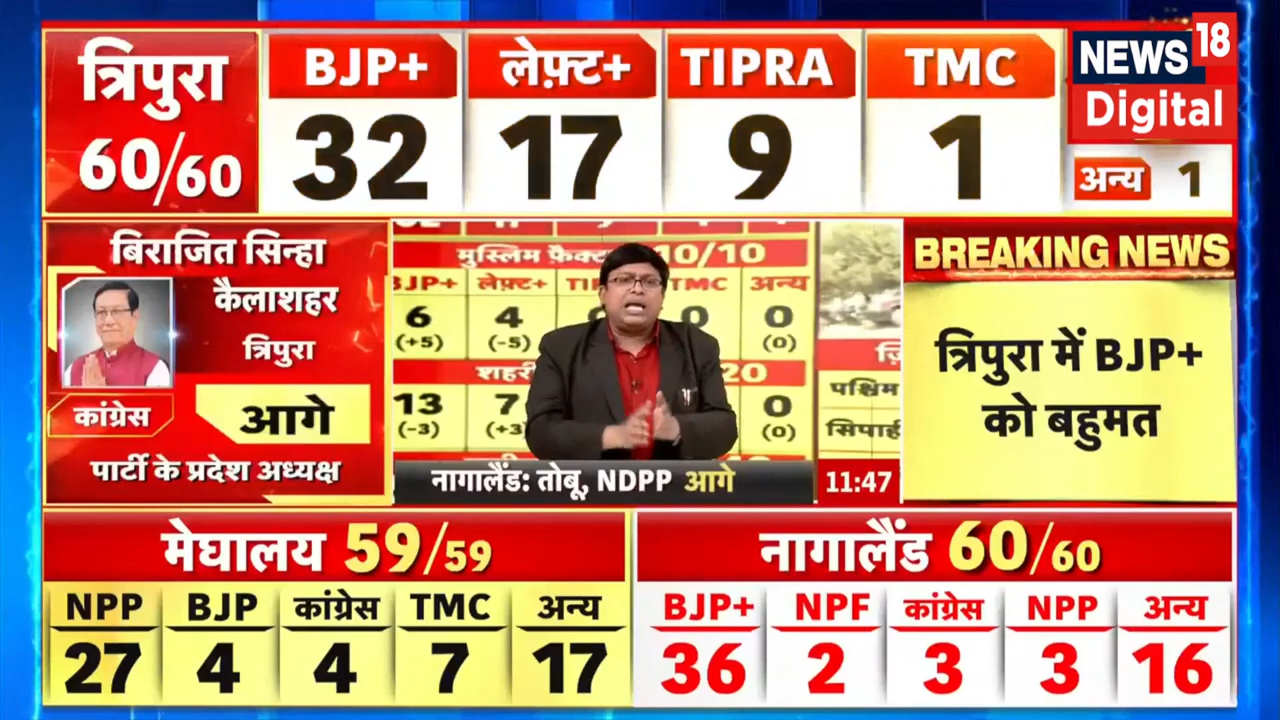 त्रिपुरा
60/60
BJP+
32
लेफ़्ट+
17
TIPRA
9
TMC
1
NEWS 18
Digital
अन्य 1
बिराजित सिन्हा
कैलाशहर
त्रिपुरा
कांग्रेस
आगे
पार्टी के प्रदेश अध्यक्ष
मुस्लिम 10/10
BJP+ लेफ़्ट+ TMC अन्य
6 4 0 0
(+5) (-5) (0)
शहरी 20
13 7 0
(-3) (+3) (0)
पश्चिम
नागालैंड: तोबू, NDPP आगे
11:47
BREAKING NEWS
त्रिपुरा में BJP+
को बहुमत
मेघालय 59/59
NPP BJP कांग्रेस TMC अन्य
27 4 4 7 17
नागालैंड 60/60
BJP+ NPF कांग्रेस NPP अन्य
36 2 3 3 16